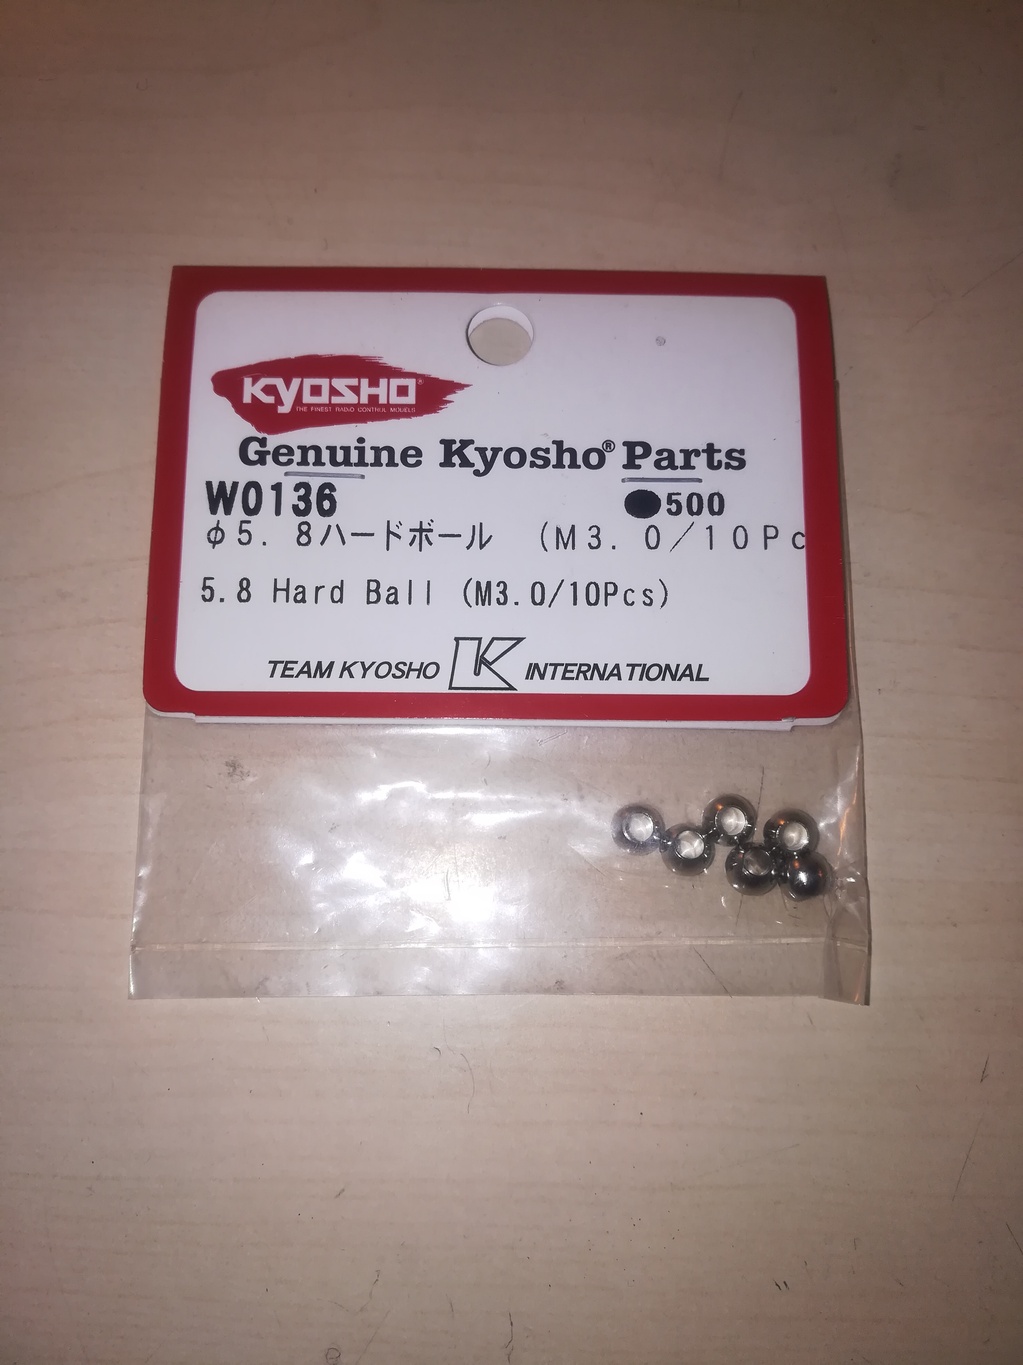 KYOSHO®
THE FINEST RADIO CONTROL MODELS
Genuine Kyosho® Parts
W0136 ●500
φ5. 8ハードボール (M3. 0/10Pc
5.8 Hard Ball (M3.0/10Pcs)
TEAM KYOSHO K INTERNATIONAL